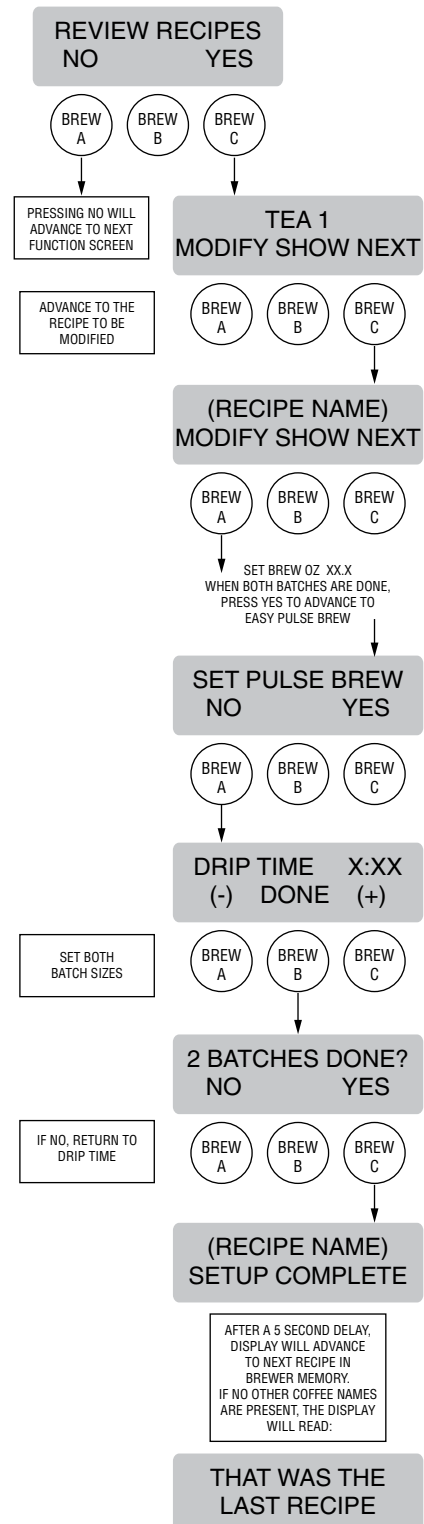 REVIEW RECIPES
NO YES
BREW A
BREW B
BREW C
PRESSING NO WILL
ADVANCE TO NEXT
FUNCTION SCREEN
TEA 1
MODIFY SHOW NEXT
ADVANCE TO THE
RECIPE TO BE
MODIFIED
BREW A
BREW B
BREW C
(RECIPE NAME)
MODIFY SHOW NEXT
BREW A
BREW B
BREW C
SET BREW OZ XX.X
WHEN BOTH BATCHES ARE DONE,
PRESS YES TO ADVANCE TO
EASY PULSE BREW
SET PULSE BREW
NO YES
BREW A
BREW B
BREW C
DRIP TIME X:XX
(-) DONE (+)
SET BOTH
BATCH SIZES
BREW A
BREW B
BREW C
2 BATCHES DONE?
NO YES
IF NO, RETURN TO
DRIP TIME
BREW A
BREW B
BREW C
(RECIPE NAME)
SETUP COMPLETE
AFTER A 5 SECOND DELAY,
DISPLAY WILL ADVANCE
TO NEXT RECIPE IN
BREWER MEMORY.
IF NO OTHER COFFEE NAMES
ARE PRESENT, THE DISPLAY
WILL READ:
THAT WAS THE
LAST RECIPE